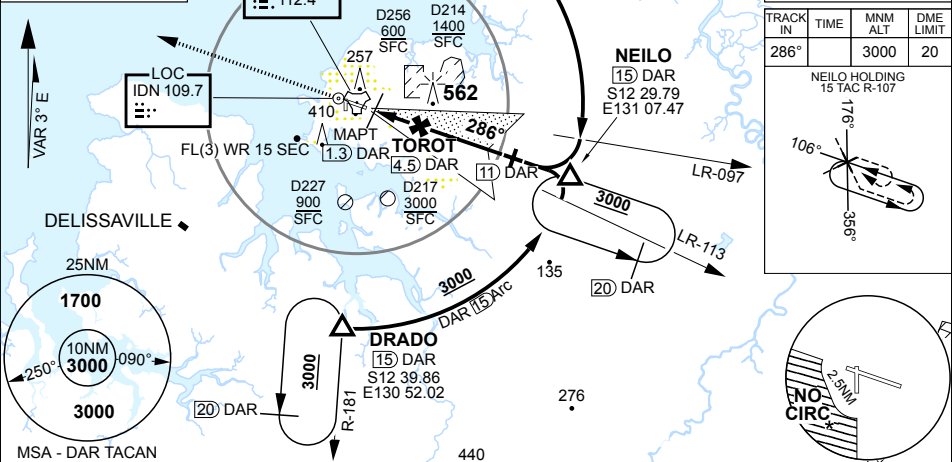 112.4
D256
600
SFC
D214
1400
SFC
NEILO
15 DAR
S12 29.79
E131 07.47
TRACK IN
TIME
MNM ALT
DME LIMIT
286°
3000
20
NEILO HOLDING
15 TAC R-107
176°
106°
356°
VAR 3° E
LOC
IDN 109.7
257
562
410
MAPT
1.3 DAR
FL(3) WR 15 SEC
TOROT
4.5 DAR
286°
11 DAR
LR-097
D227
900
SFC
D217
3000
SFC
3000
LR-113
20 DAR
135
DELISSAVILLE
25NM
1700
10NM
3000
250°
090°
3000
MSA - DAR TACAN
3000
DAR 15 Arc
DRADO
15 DAR
S12 39.86
E130 52.02
3000
R-181
20 DAR
276
440
2.5NM
NO
CIRC
*